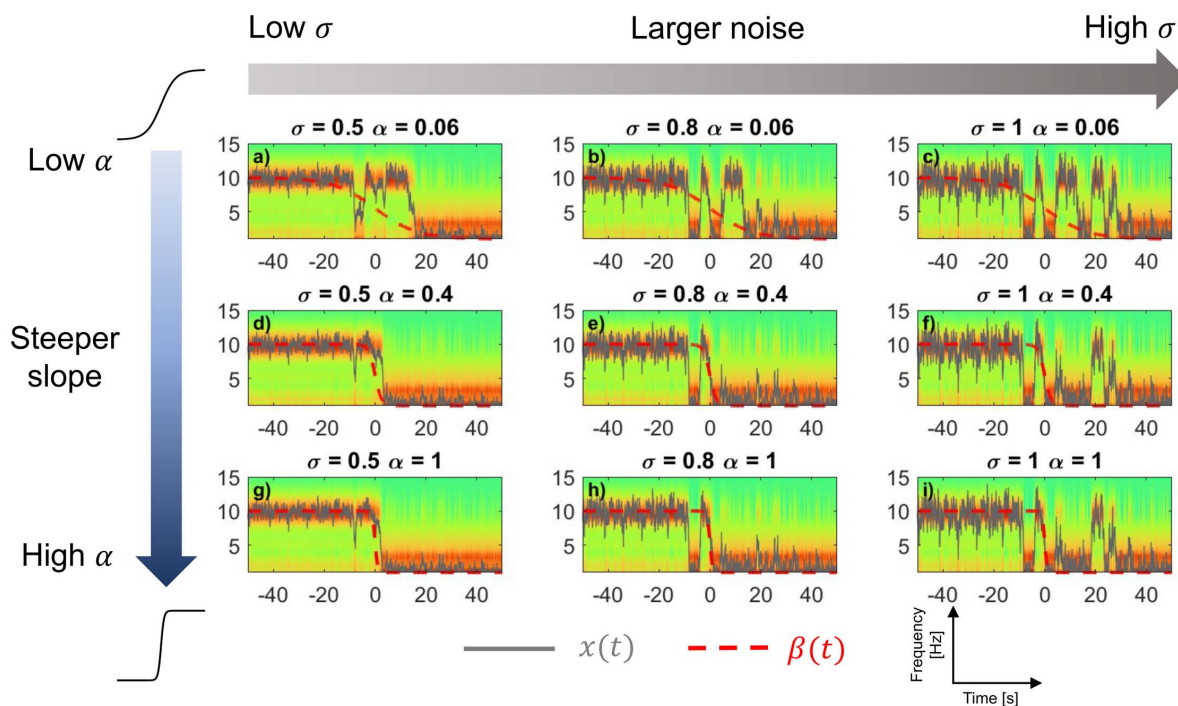 Low σ
Larger noise
High σ
Low α
Steeper
slope
High α
σ = 0.5 α = 0.06
a)
15
10
5
-40 -20 0 20 40
σ = 0.8 α = 0.06
b)
15
10
5
-40 -20 0 20 40
σ = 1 α = 0.06
c)
15
10
5
-40 -20 0 20 40
σ = 0.5 α = 0.4
d)
15
10
5
-40 -20 0 20 40
σ = 0.8 α = 0.4
e)
15
10
5
-40 -20 0 20 40
σ = 1 α = 0.4
f)
15
10
5
-40 -20 0 20 40
σ = 0.5 α = 1
g)
15
10
5
-40 -20 0 20 40
σ = 0.8 α = 1
h)
15
10
5
-40 -20 0 20 40
σ = 1 α = 1
i)
15
10
5
-40 -20 0 20 40
x(t)
β(t)
Frequency
[Hz]
Time [s]